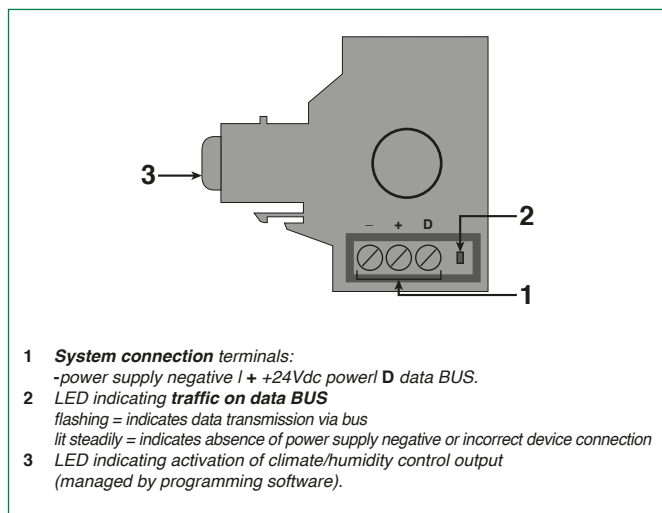 3
– + D
2
1
1 System connection terminals:
-power supply negative I + +24Vdc powerI D data BUS.
2 LED indicating traffic on data BUS
flashing = indicates data transmission via bus
lit steadily = indicates absence of power supply negative or incorrect device connection
3 LED indicating activation of climate/humidity control output
(managed by programming software).